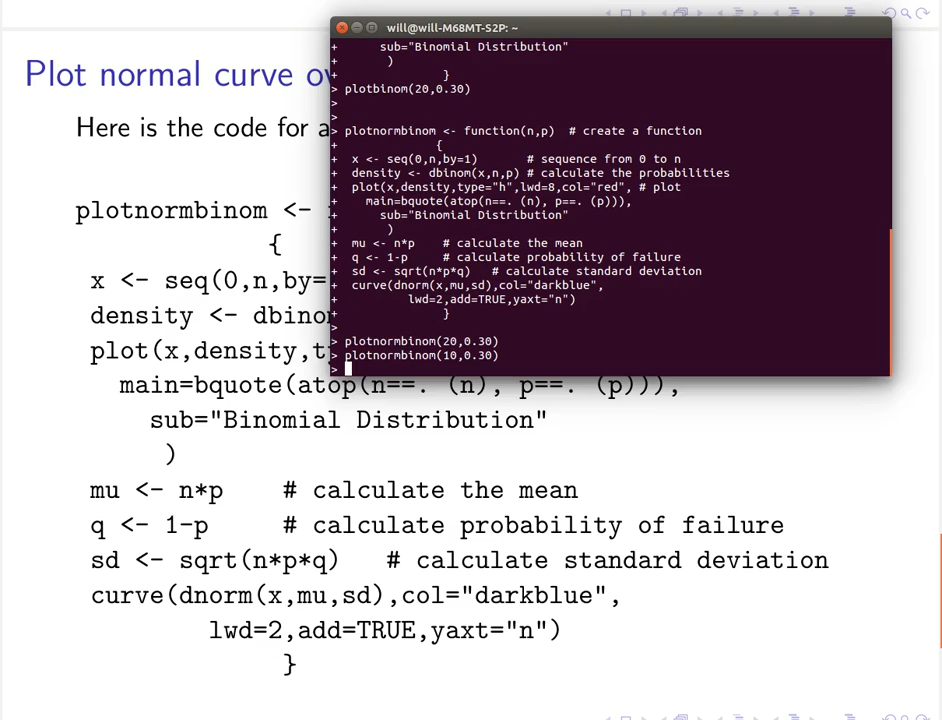 will@will-M68MT-S2P: ~
+      sub="Binomial Distribution"
+       )
+               }
> plotbinom(20,0.30)
>
>
> plotnormbinom <- function(n,p)  # create a function
+              {
+  x <- seq(0,n,by=1)       # sequence from 0 to n
+  density <- dbinom(x,n,p) # calculate the probabilities
+  plot(x,density,type="h",lwd=8,col="red", # plot
+    main=bquote(atop(n==. (n), p==. (p))),
+      sub="Binomial Distribution"
+       )
+  mu <- n*p    # calculate the mean
+  q <- 1-p     # calculate probability of failure
+  sd <- sqrt(n*p*q)   # calculate standard deviation
+  curve(dnorm(x,mu,sd),col="darkblue",
+          lwd=2,add=TRUE,yaxt="n")
+               }
>
> plotnormbinom(20,0.30)
> plotnormbinom(10,0.30)
>
Plot normal curve
Here is the code for a
plotnormbinom <-
{
x <- seq(0,n,by=
density <- dbino
plot(x,density,t
main=bquote(atop(n==. (n), p==. (p))),
sub="Binomial Distribution"
)
mu <- n*p    # calculate the mean
q <- 1-p     # calculate probability of failure
sd <- sqrt(n*p*q)   # calculate standard deviation
curve(dnorm(x,mu,sd),col="darkblue",
lwd=2,add=TRUE,yaxt="n")
}